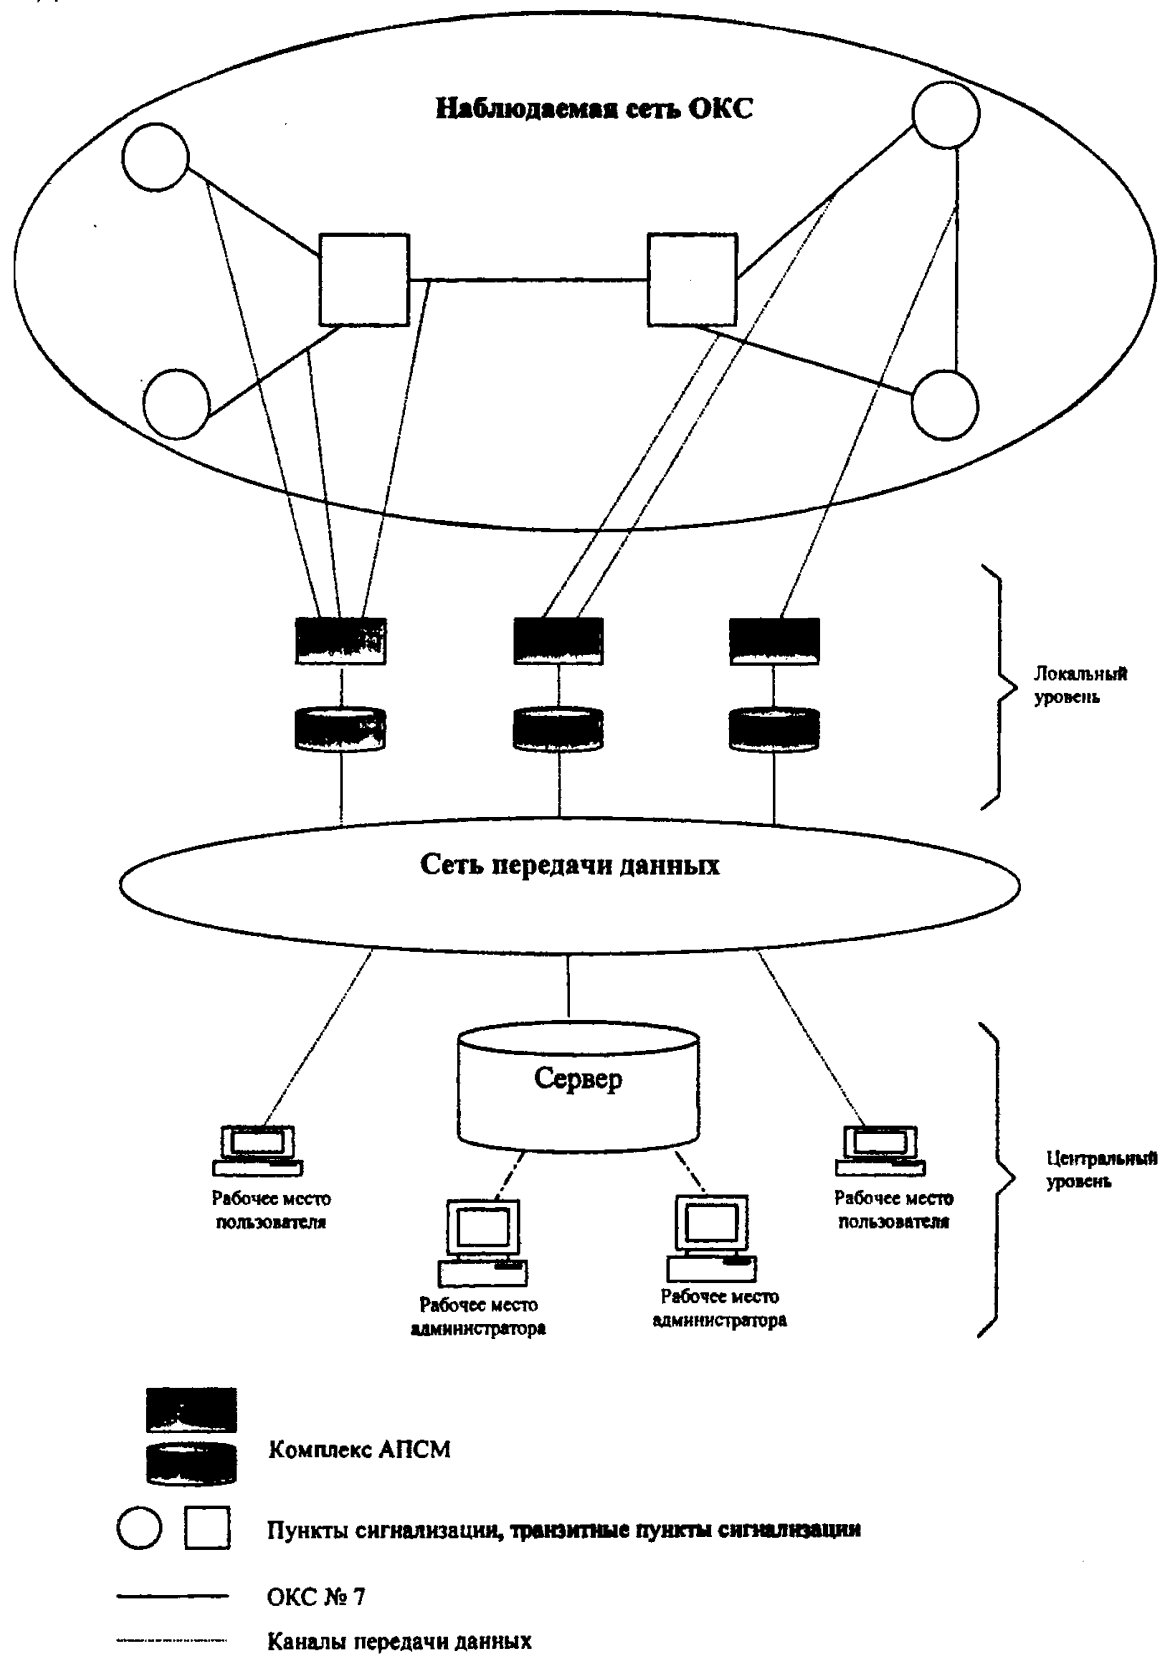 Наблюдаемая сеть ОКС
Локальный
уровень
Сеть передачи данных
Сервер
Рабочее место
пользователя
Рабочее место
пользователя
Центральный
уровень
Рабочее место
администратора
Рабочее место
администратора
Комплекс АПСМ
Пункты сигнализации, транзитные пункты сигнализации
ОКС № 7
Каналы передачи данных